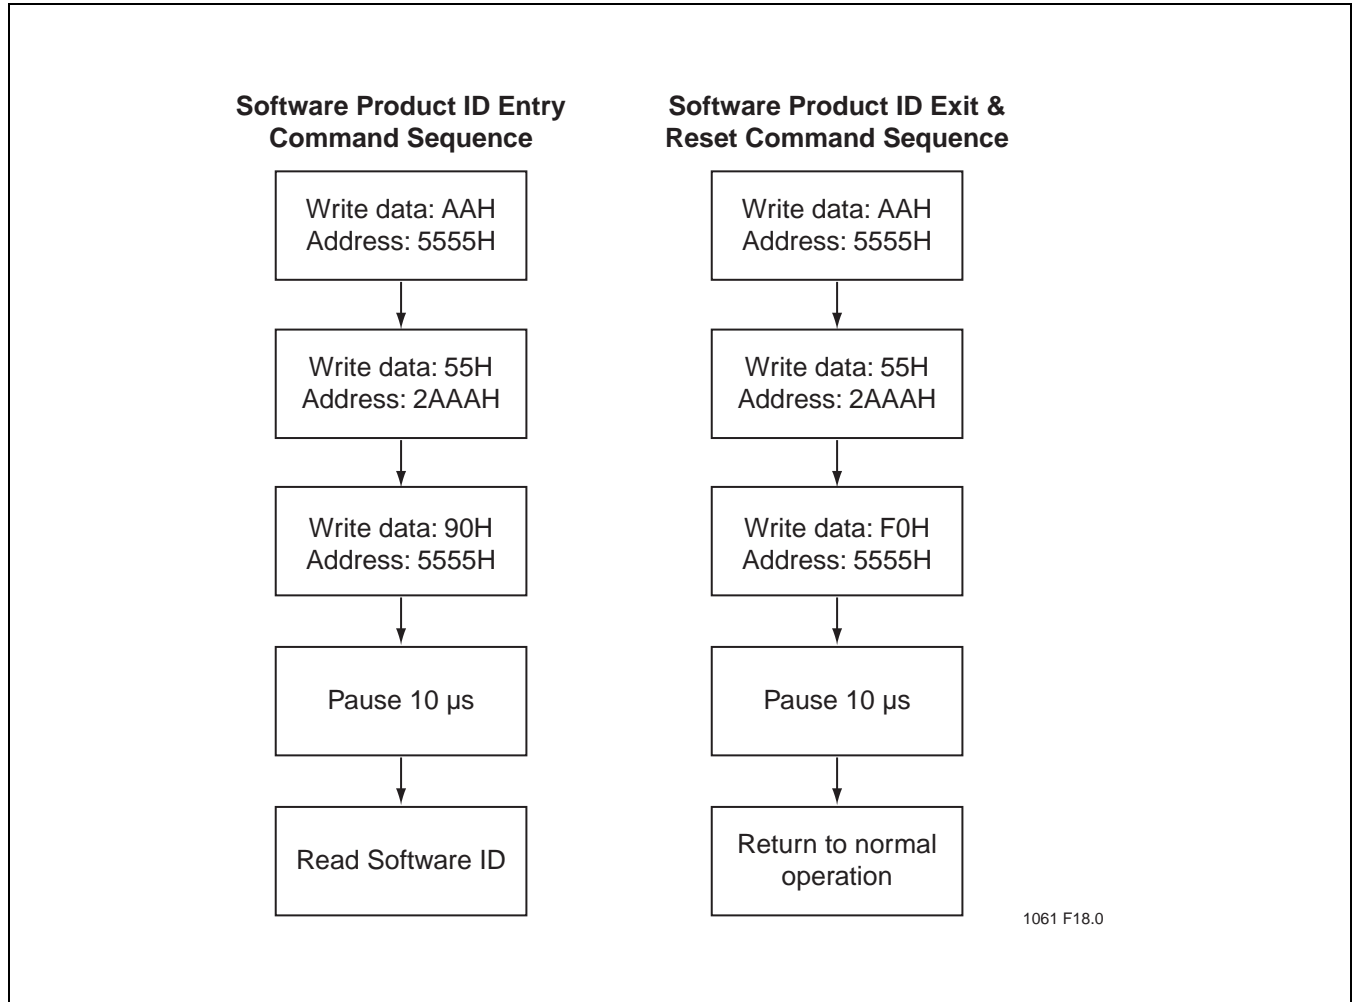 Software Product ID Entry
Command Sequence
Write data: AAH
Address: 5555H
Write data: 55H
Address: 2AAAH
Write data: 90H
Address: 5555H
Pause 10 µs
Read Software ID
Software Product ID Exit &
Reset Command Sequence
Write data: AAH
Address: 5555H
Write data: 55H
Address: 2AAAH
Write data: F0H
Address: 5555H
Pause 10 µs
Return to normal
operation
1061 F18.0